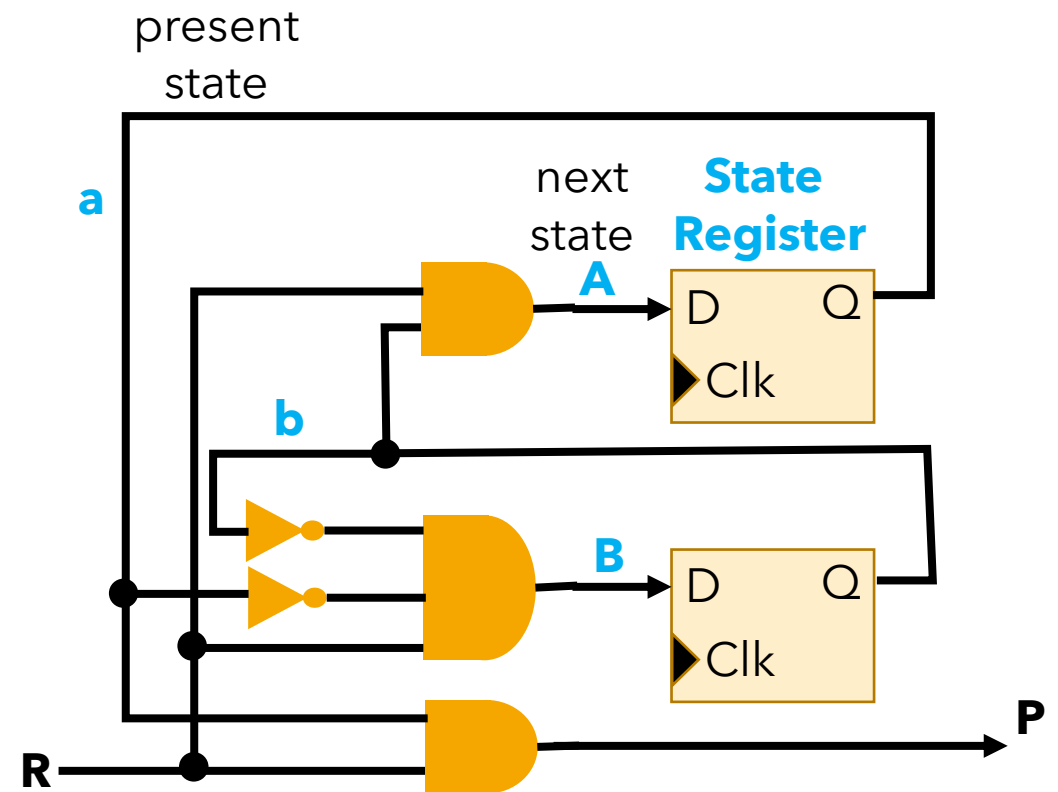 present
state
a
next
state
State
Register
A
D
Q
Clk
b
B
D
Q
Clk
P
R